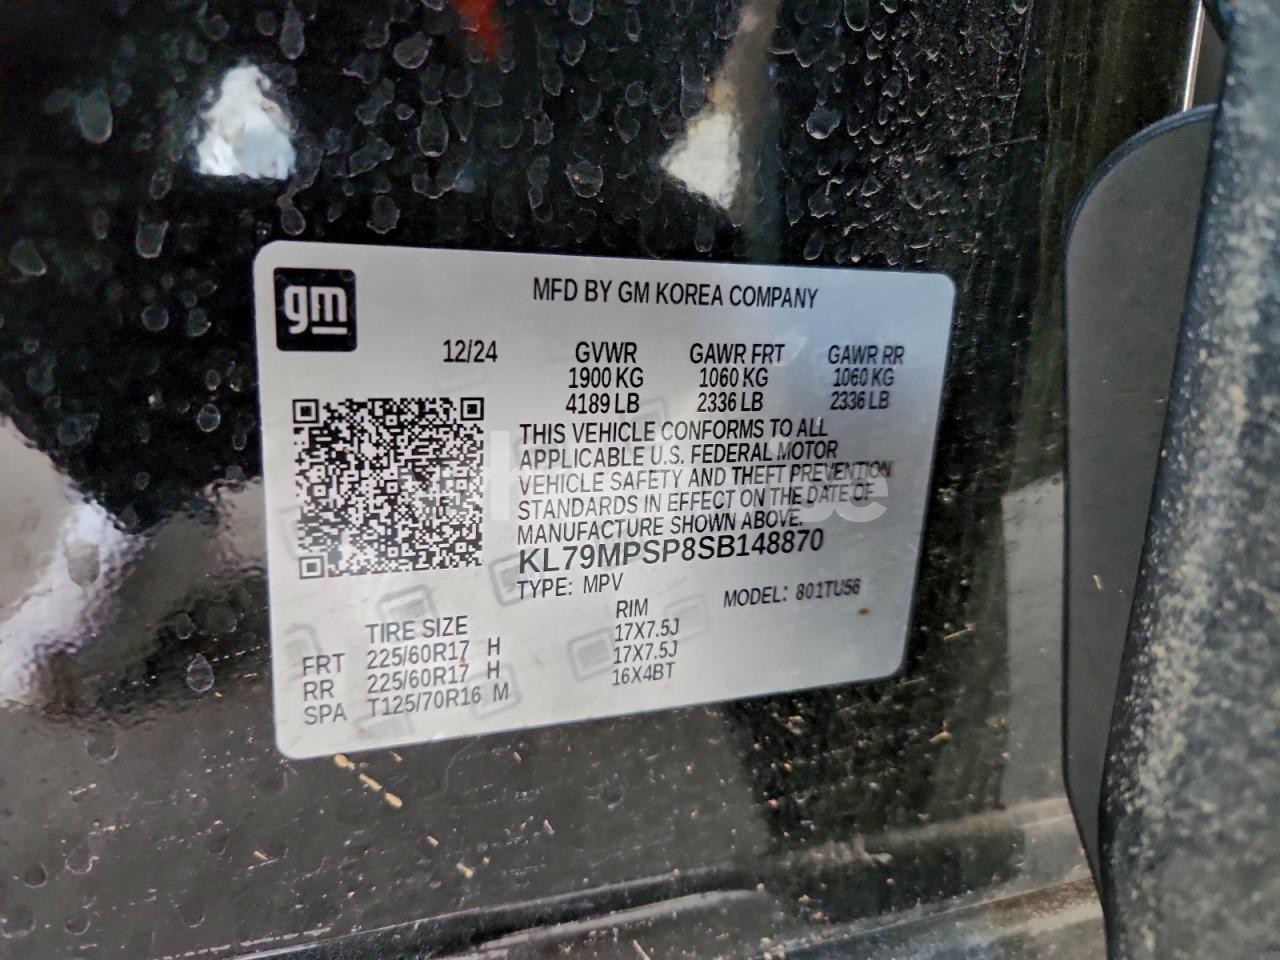 gm
MFD BY GM KOREA COMPANY
12/24 GVWR GAWR FRT GAWR RR
1900 KG 1060 KG 1060 KG
4189 LB 2336 LB 2336 LB
THIS VEHICLE CONFORMS TO ALL
APPLICABLE U.S. FEDERAL MOTOR
VEHICLE SAFETY AND THEFT PREVENTION
STANDARDS IN EFFECT ON THE DATE OF
MANUFACTURE SHOWN ABOVE.
KL79MPSP8SB148870
TYPE: MPV MODEL: 801TU56
TIRE SIZE RIM
FRT 225/60R17 H 17X7.5J
RR 225/60R17 H 17X7.5J
SPA T125/70R16 M 16X4BT